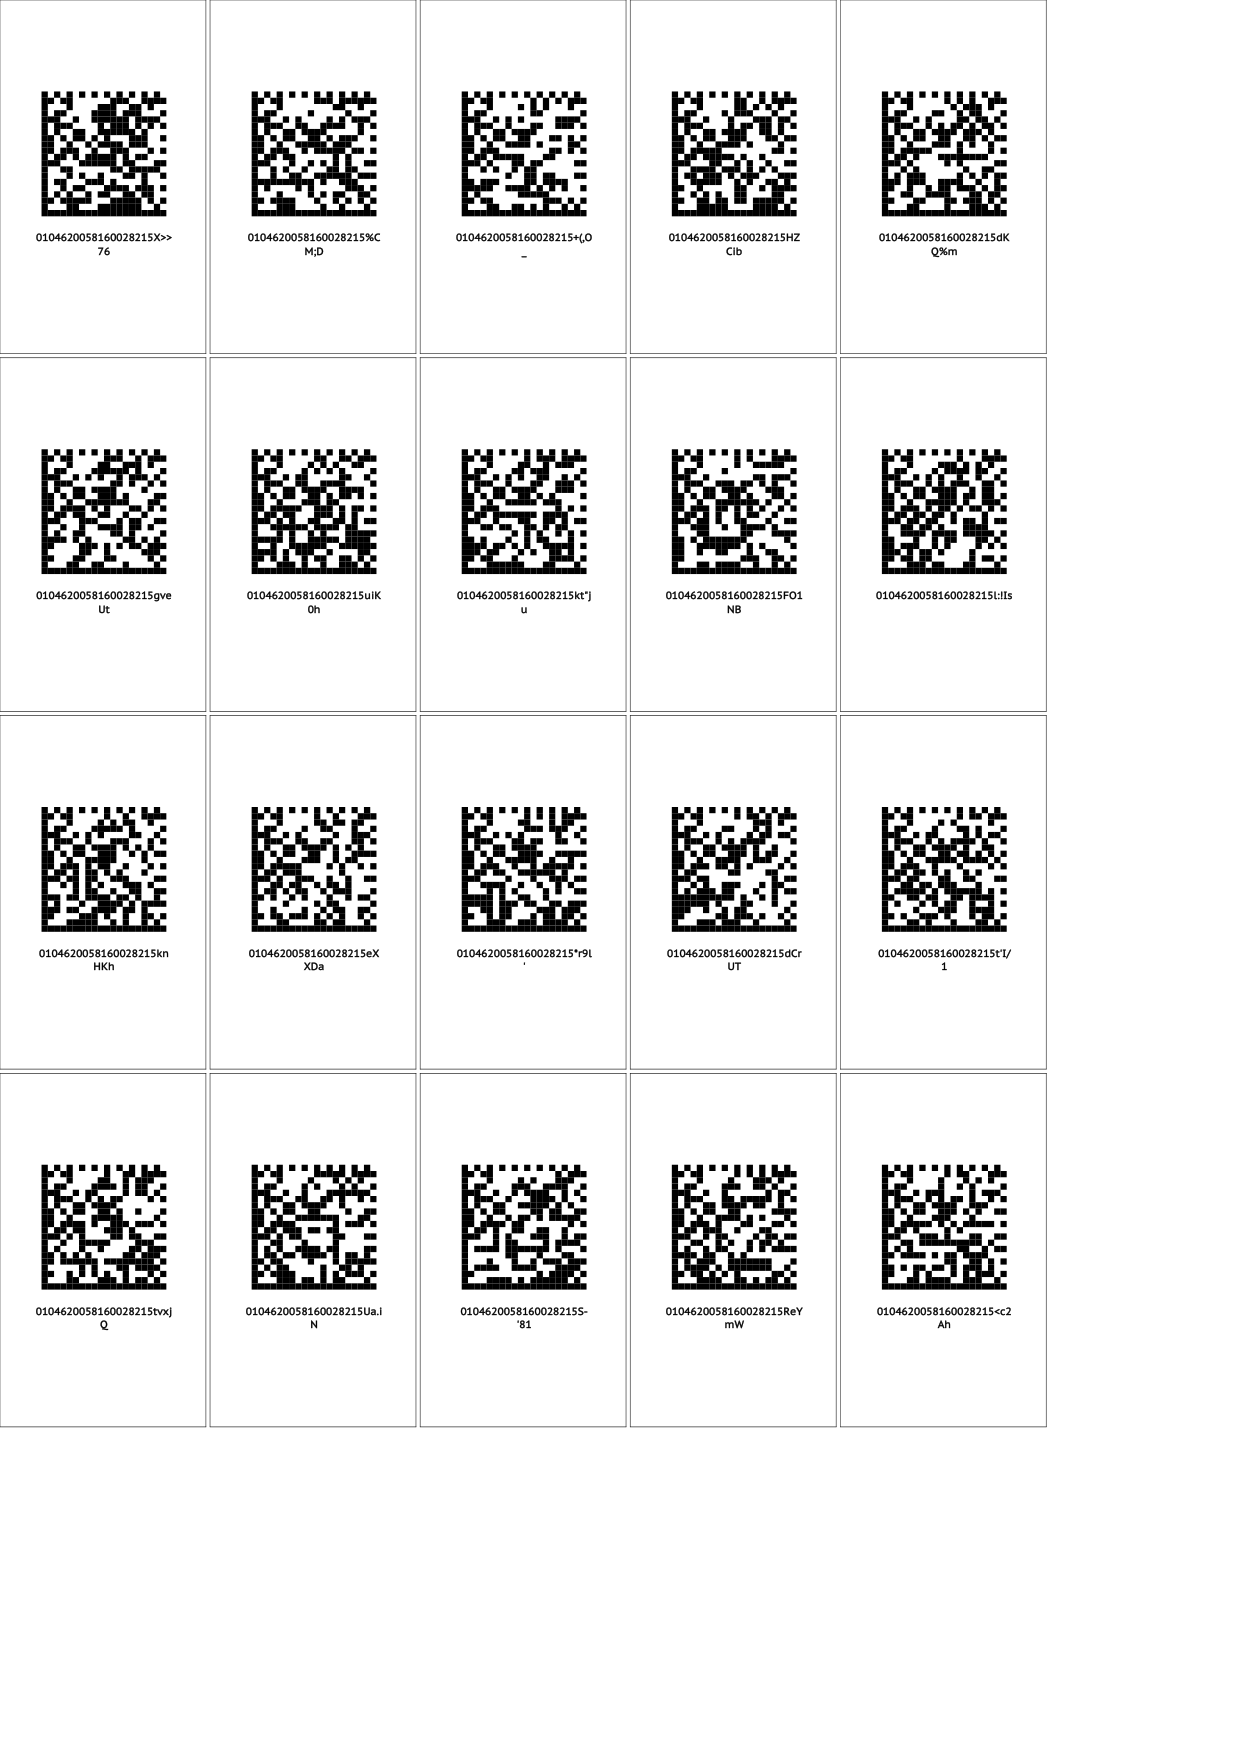 0104620058160028215X>>
76
0104620058160028215%C
M;D
0104620058160028215+(,O
_
0104620058160028215HZ
Cib
0104620058160028215dK
Q%m
0104620058160028215gve
Ut
0104620058160028215uiK
0h
0104620058160028215kt"j
u
0104620058160028215FO1
NB
0104620058160028215l:!Is
0104620058160028215kn
HKh
0104620058160028215eX
XDa
0104620058160028215*r9l
'
0104620058160028215dCr
UT
0104620058160028215t'I/
1
0104620058160028215tvxj
Q
0104620058160028215Ua.i
N
0104620058160028215S-
'81
0104620058160028215ReY
mW
0104620058160028215<c2
Ah